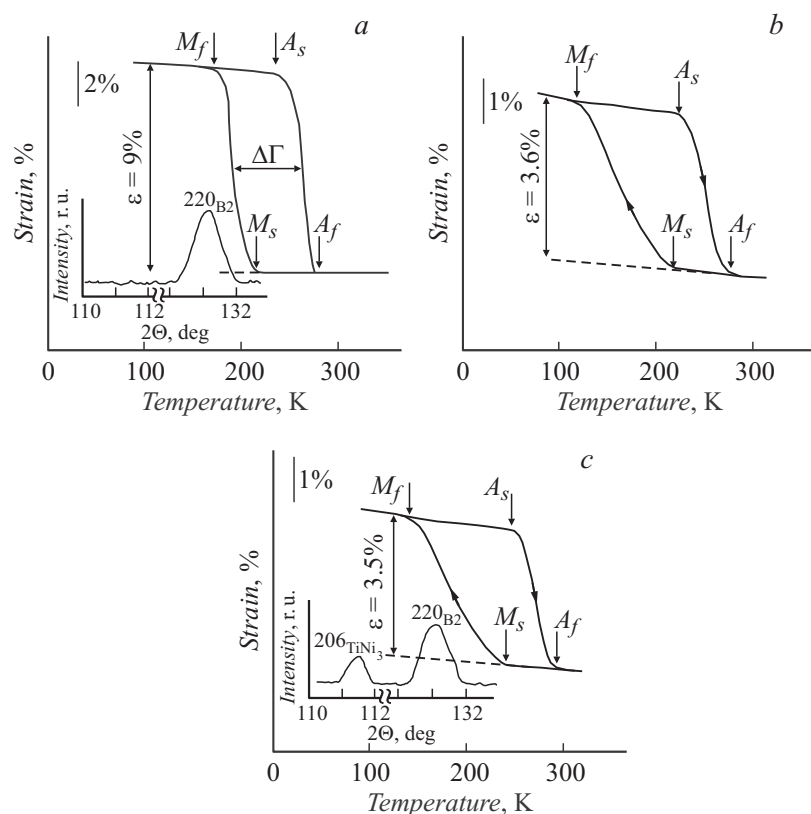 a
M_f
A_s
2%
ε = 9%
ΔΓ
220_B2
M_s
A_f
Strain, %
Intensity, r. u.
110
112
132
2Θ, deg
0
100
200
300
Temperature, K
b
M_f
A_s
1%
ε = 3.6%
M_s
A_f
Strain, %
0
100
200
300
Temperature, K
c
1%
M_f
A_s
ε = 3.5%
220_B2
206_TiNi3
M_s
A_f
Strain, %
Intensity, r. u.
110
112
132
2Θ, deg
0
100
200
300
Temperature, K